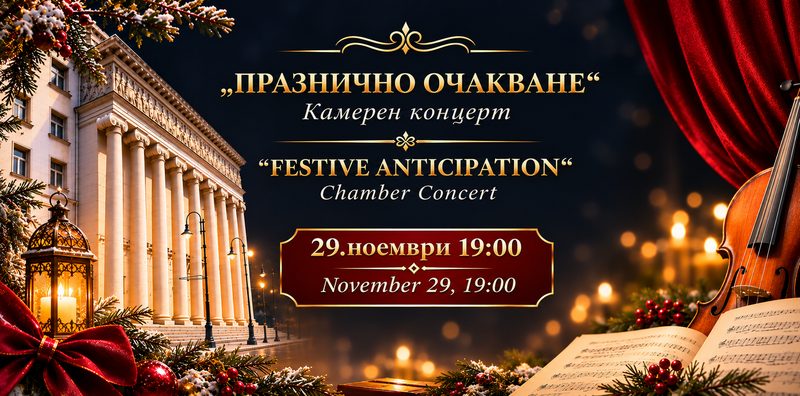 „ПРАЗНИЧНО ОЧАКВАНЕ“
Камерен концерт
“FESTIVE ANTICIPATION“
Chamber Concert
29.ноември 19:00
November 29, 19:00